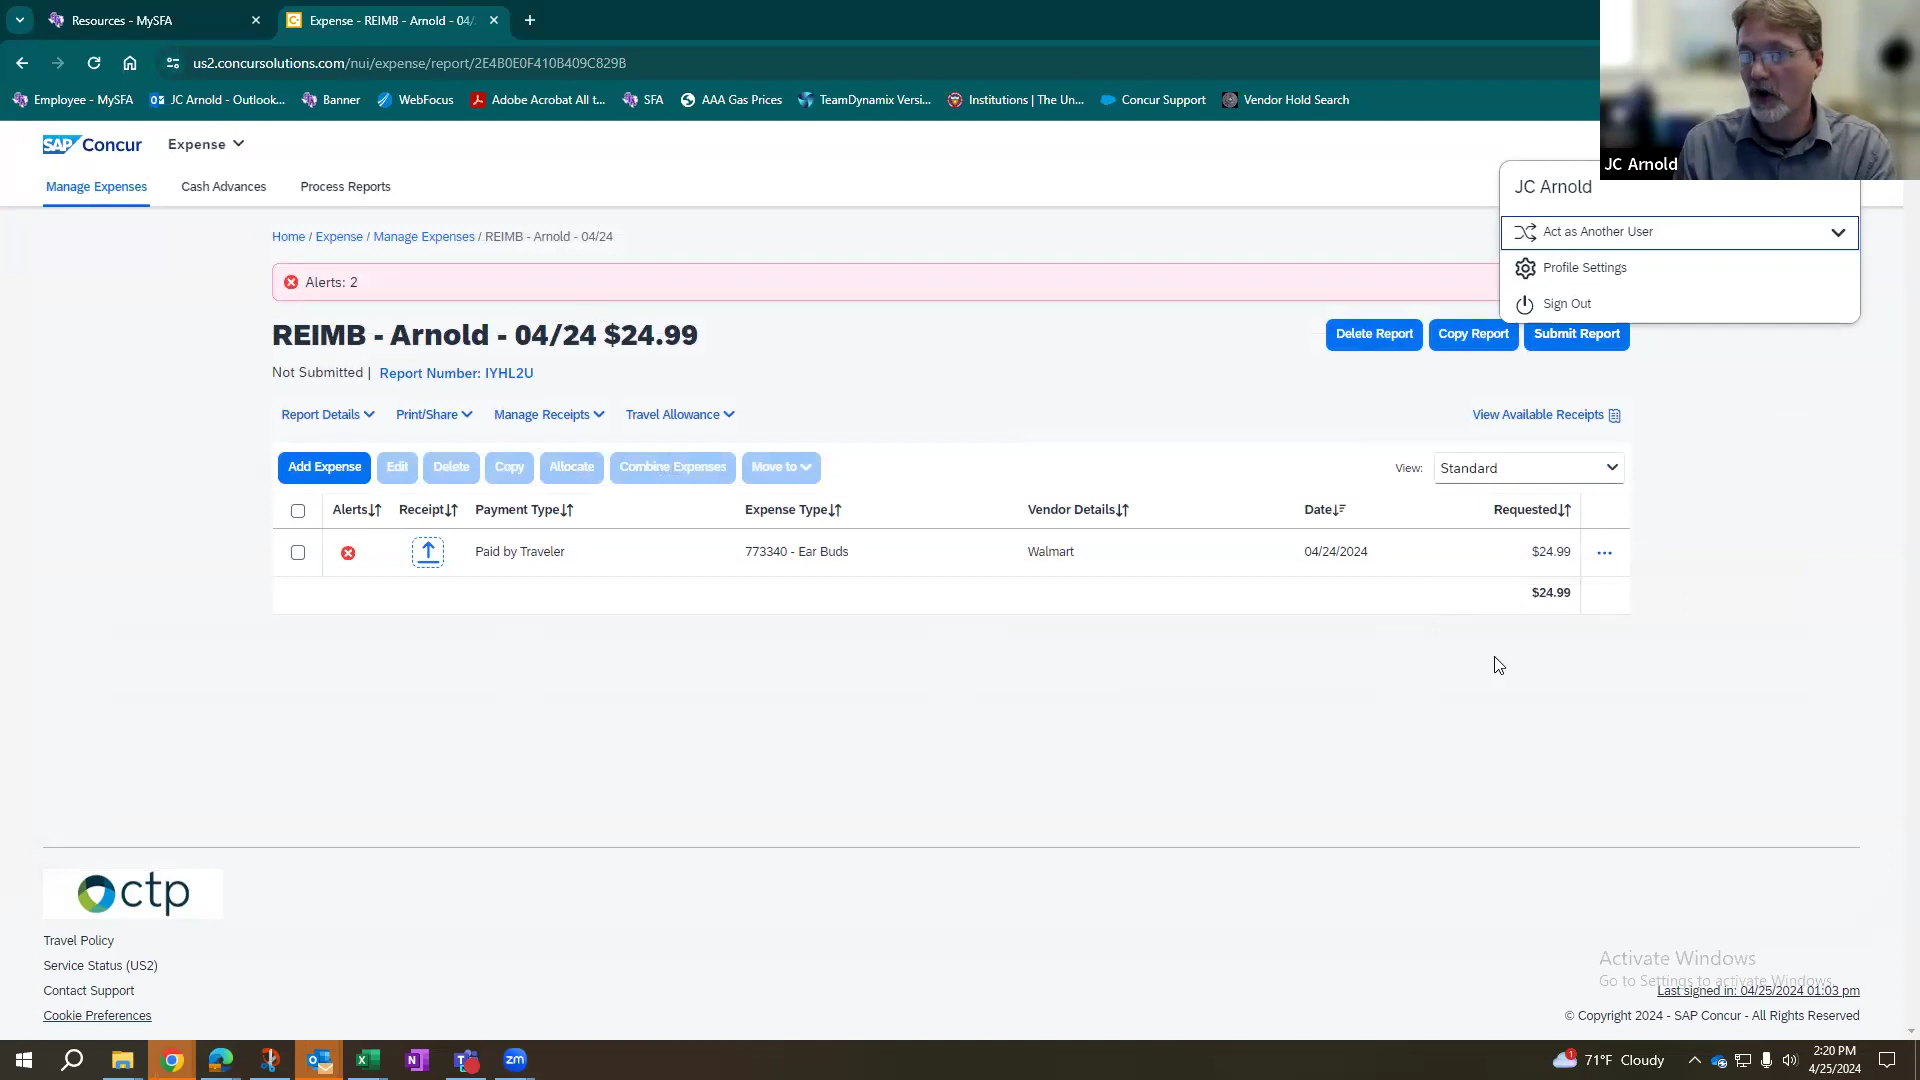 Resources - MySFA
Expense - REIMB - Arnold - 04/
us2.concursolutions.com/nui/expense/report/2E4B0E0F410B409C829B
Employee - MySFA
JC Arnold - Outlook...
Banner
WebFocus
Adobe Acrobat All t...
SFA
AAA Gas Prices
TeamDynamix Versi...
Institutions | The Un...
Concur Support
Vendor Hold Search
JC Arnold
SAP Concur
Expense
Manage Expenses
Cash Advances
Process Reports
JC Arnold
Act as Another User
Profile Settings
Sign Out
Home / Expense / Manage Expenses / REIMB - Arnold - 04/24
Alerts: 2
REIMB - Arnold - 04/24 $24.99
Delete Report
Copy Report
Submit Report
Not Submitted | Report Number: IYHL2U
Report Details
Print/Share
Manage Receipts
Travel Allowance
View Available Receipts
Add Expense
Edit
Delete
Copy
Allocate
Combine Expenses
Move to
View:
Standard
Alerts
Receipt
Payment Type
Expense Type
Vendor Details
Date
Requested
Paid by Traveler
773340 - Ear Buds
Walmart
04/24/2024
$24.99
$24.99
ctp
Travel Policy
Service Status (US2)
Contact Support
Cookie Preferences
Activate Windows
Go to Settings to activate Windows.
Last signed in: 04/25/2024 01:03 pm
© Copyright 2024 - SAP Concur - All Rights Reserved
zm
1
71°F Cloudy
2:20 PM
4/25/2024